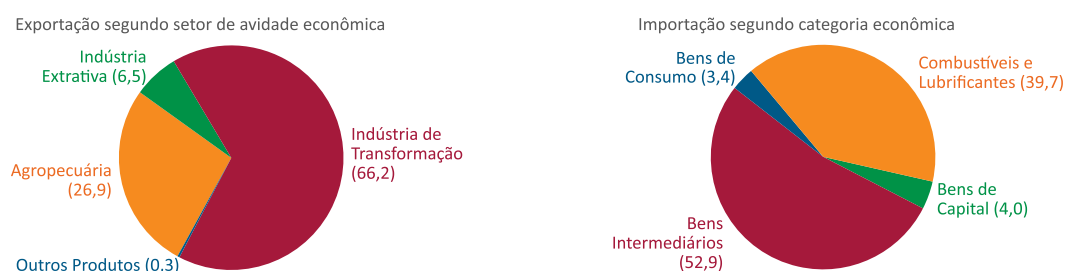 Exportação segundo setor de avidade econômica
Indústria
Extrativa (6,5)
Indústria de
Transformação
(66,2)
Agropecuária
(26,9)
Outros Produtos (0,3)
Importação segundo categoria econômica
Bens de
Consumo (3,4)
Combustíveis e
Lubrificantes (39,7)
Bens de
Capital (4,0)
Bens
Intermediários
(52,9)